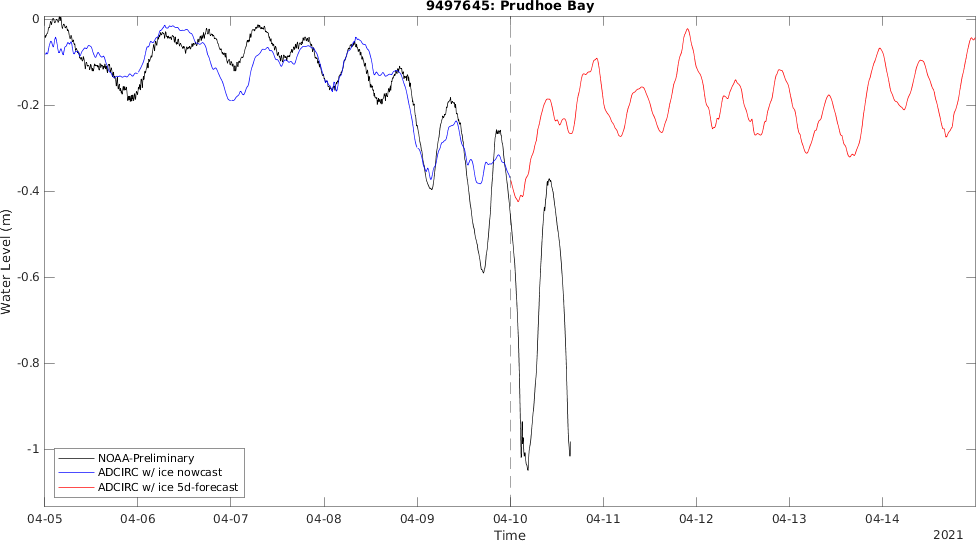 9497645: Prudhoe Bay
0
-0.2
-0.4
-0.6
-0.8
-1
Water Level (m)
NOAA-Preliminary
ADCIRC w/ ice nowcast
ADCIRC w/ ice 5d-forecast
04-05 04-06 04-07 04-08 04-09 04-10 04-11 04-12 04-13 04-14
Time
2021